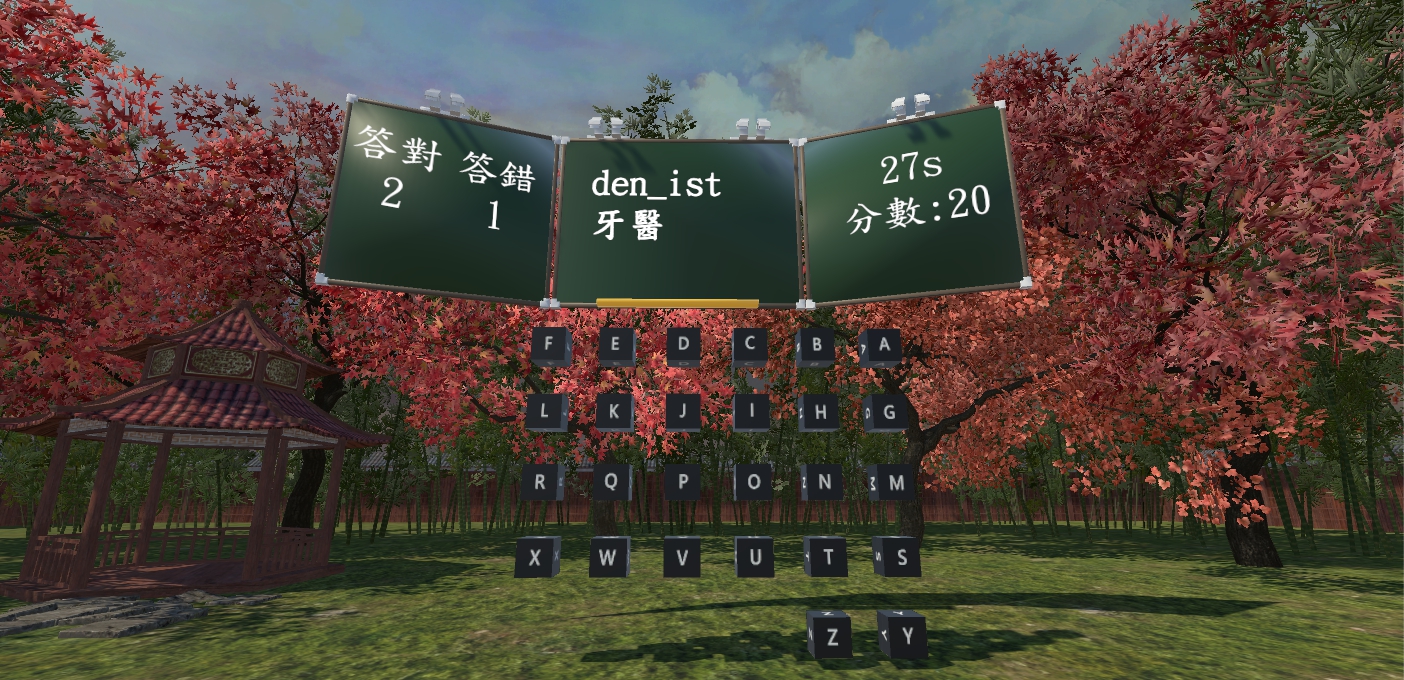 答對 答錯
2 1
den_ist
牙醫
27s
分數:20
F E D C B A
L K J I H G
R Q P O N M
X W V U T S
Z Y